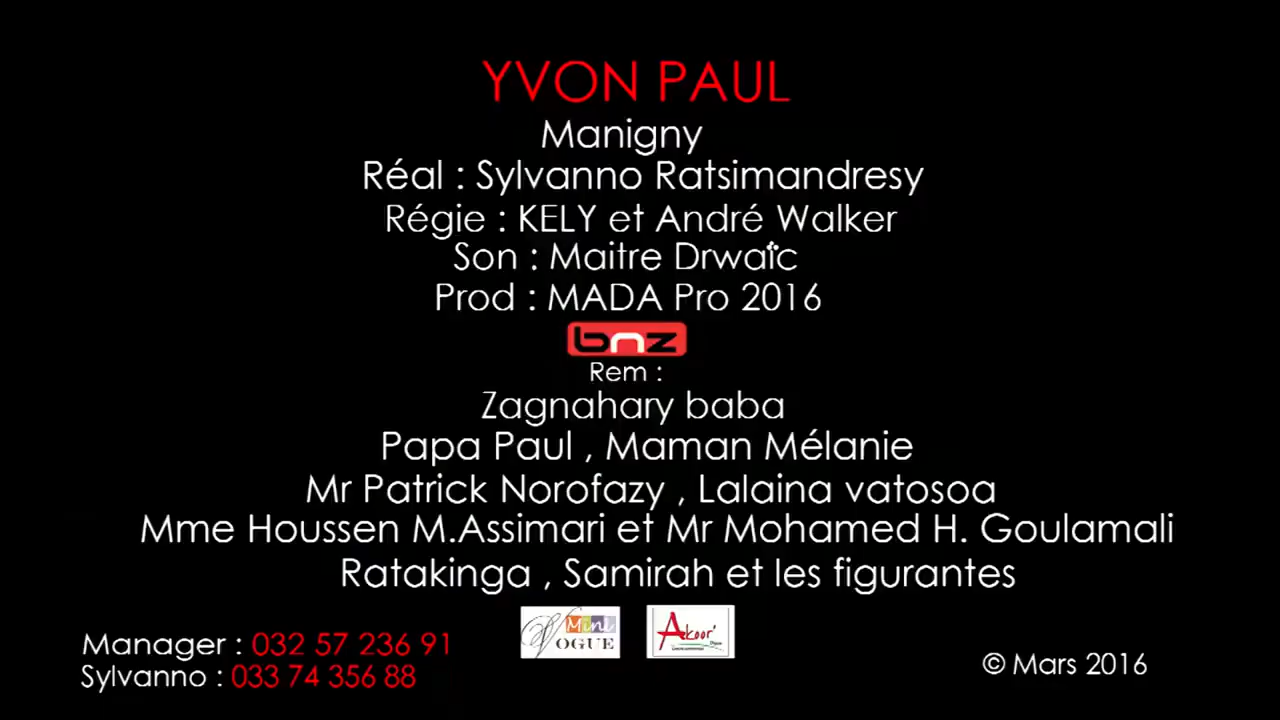 YVON PAUL
Manigny
Réal : Sylvanno Ratsimandresy
Régie : KELY et André Walker
Son : Maitre Drwaïc
Prod : MADA Pro 2016
bnz
Rem :
Zagnahary baba
Papa Paul , Maman Mélanie
Mr Patrick Norofazy , Lalaina vatosoa
Mme Houssen M.Assimari et Mr Mohamed H. Goulamali
Ratakinga , Samirah et les figurantes
Mini
VOGUE
Akoor'
Manager : 032 57 236 91
Sylvanno : 033 74 356 88
© Mars 2016